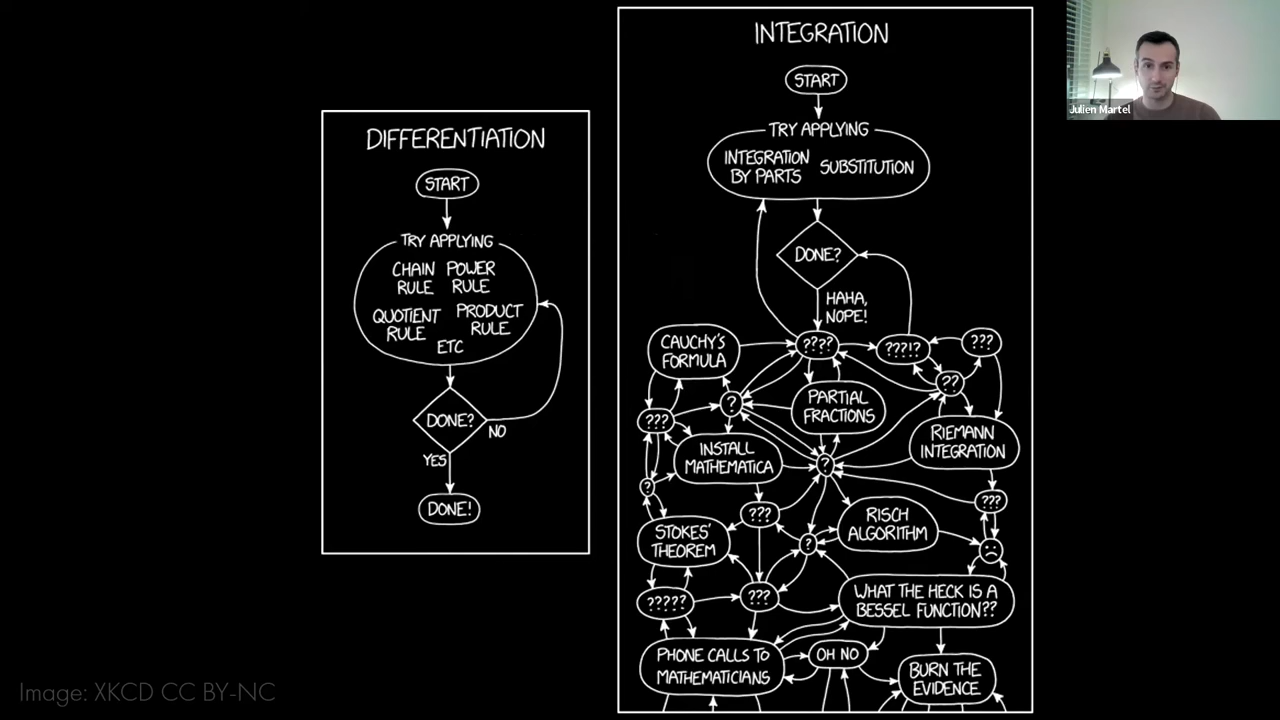 DIFFERENTIATION
START
TRY APPLYING
CHAIN RULE
POWER RULE
QUOTIENT RULE
PRODUCT RULE
ETC
DONE?
NO
YES
DONE!
INTEGRATION
START
TRY APPLYING
INTEGRATION
BY PARTS
SUBSTITUTION
DONE?
HAHA,
NOPE!
CAUCHY'S
FORMULA
????
???!?
???
??
?
PARTIAL
FRACTIONS
???
INSTALL
MATHEMATICA
?
RIEMANN
INTEGRATION
?
???
???
RISCH
ALGORITHM
STOKES'
THEOREM
?
?????
???
WHAT THE HECK IS A
BESSEL FUNCTION??
PHONE CALLS TO
MATHEMATICIANS
OH NO
BURN THE
EVIDENCE
Julien Martel
Image: XKCD CC BY-NC